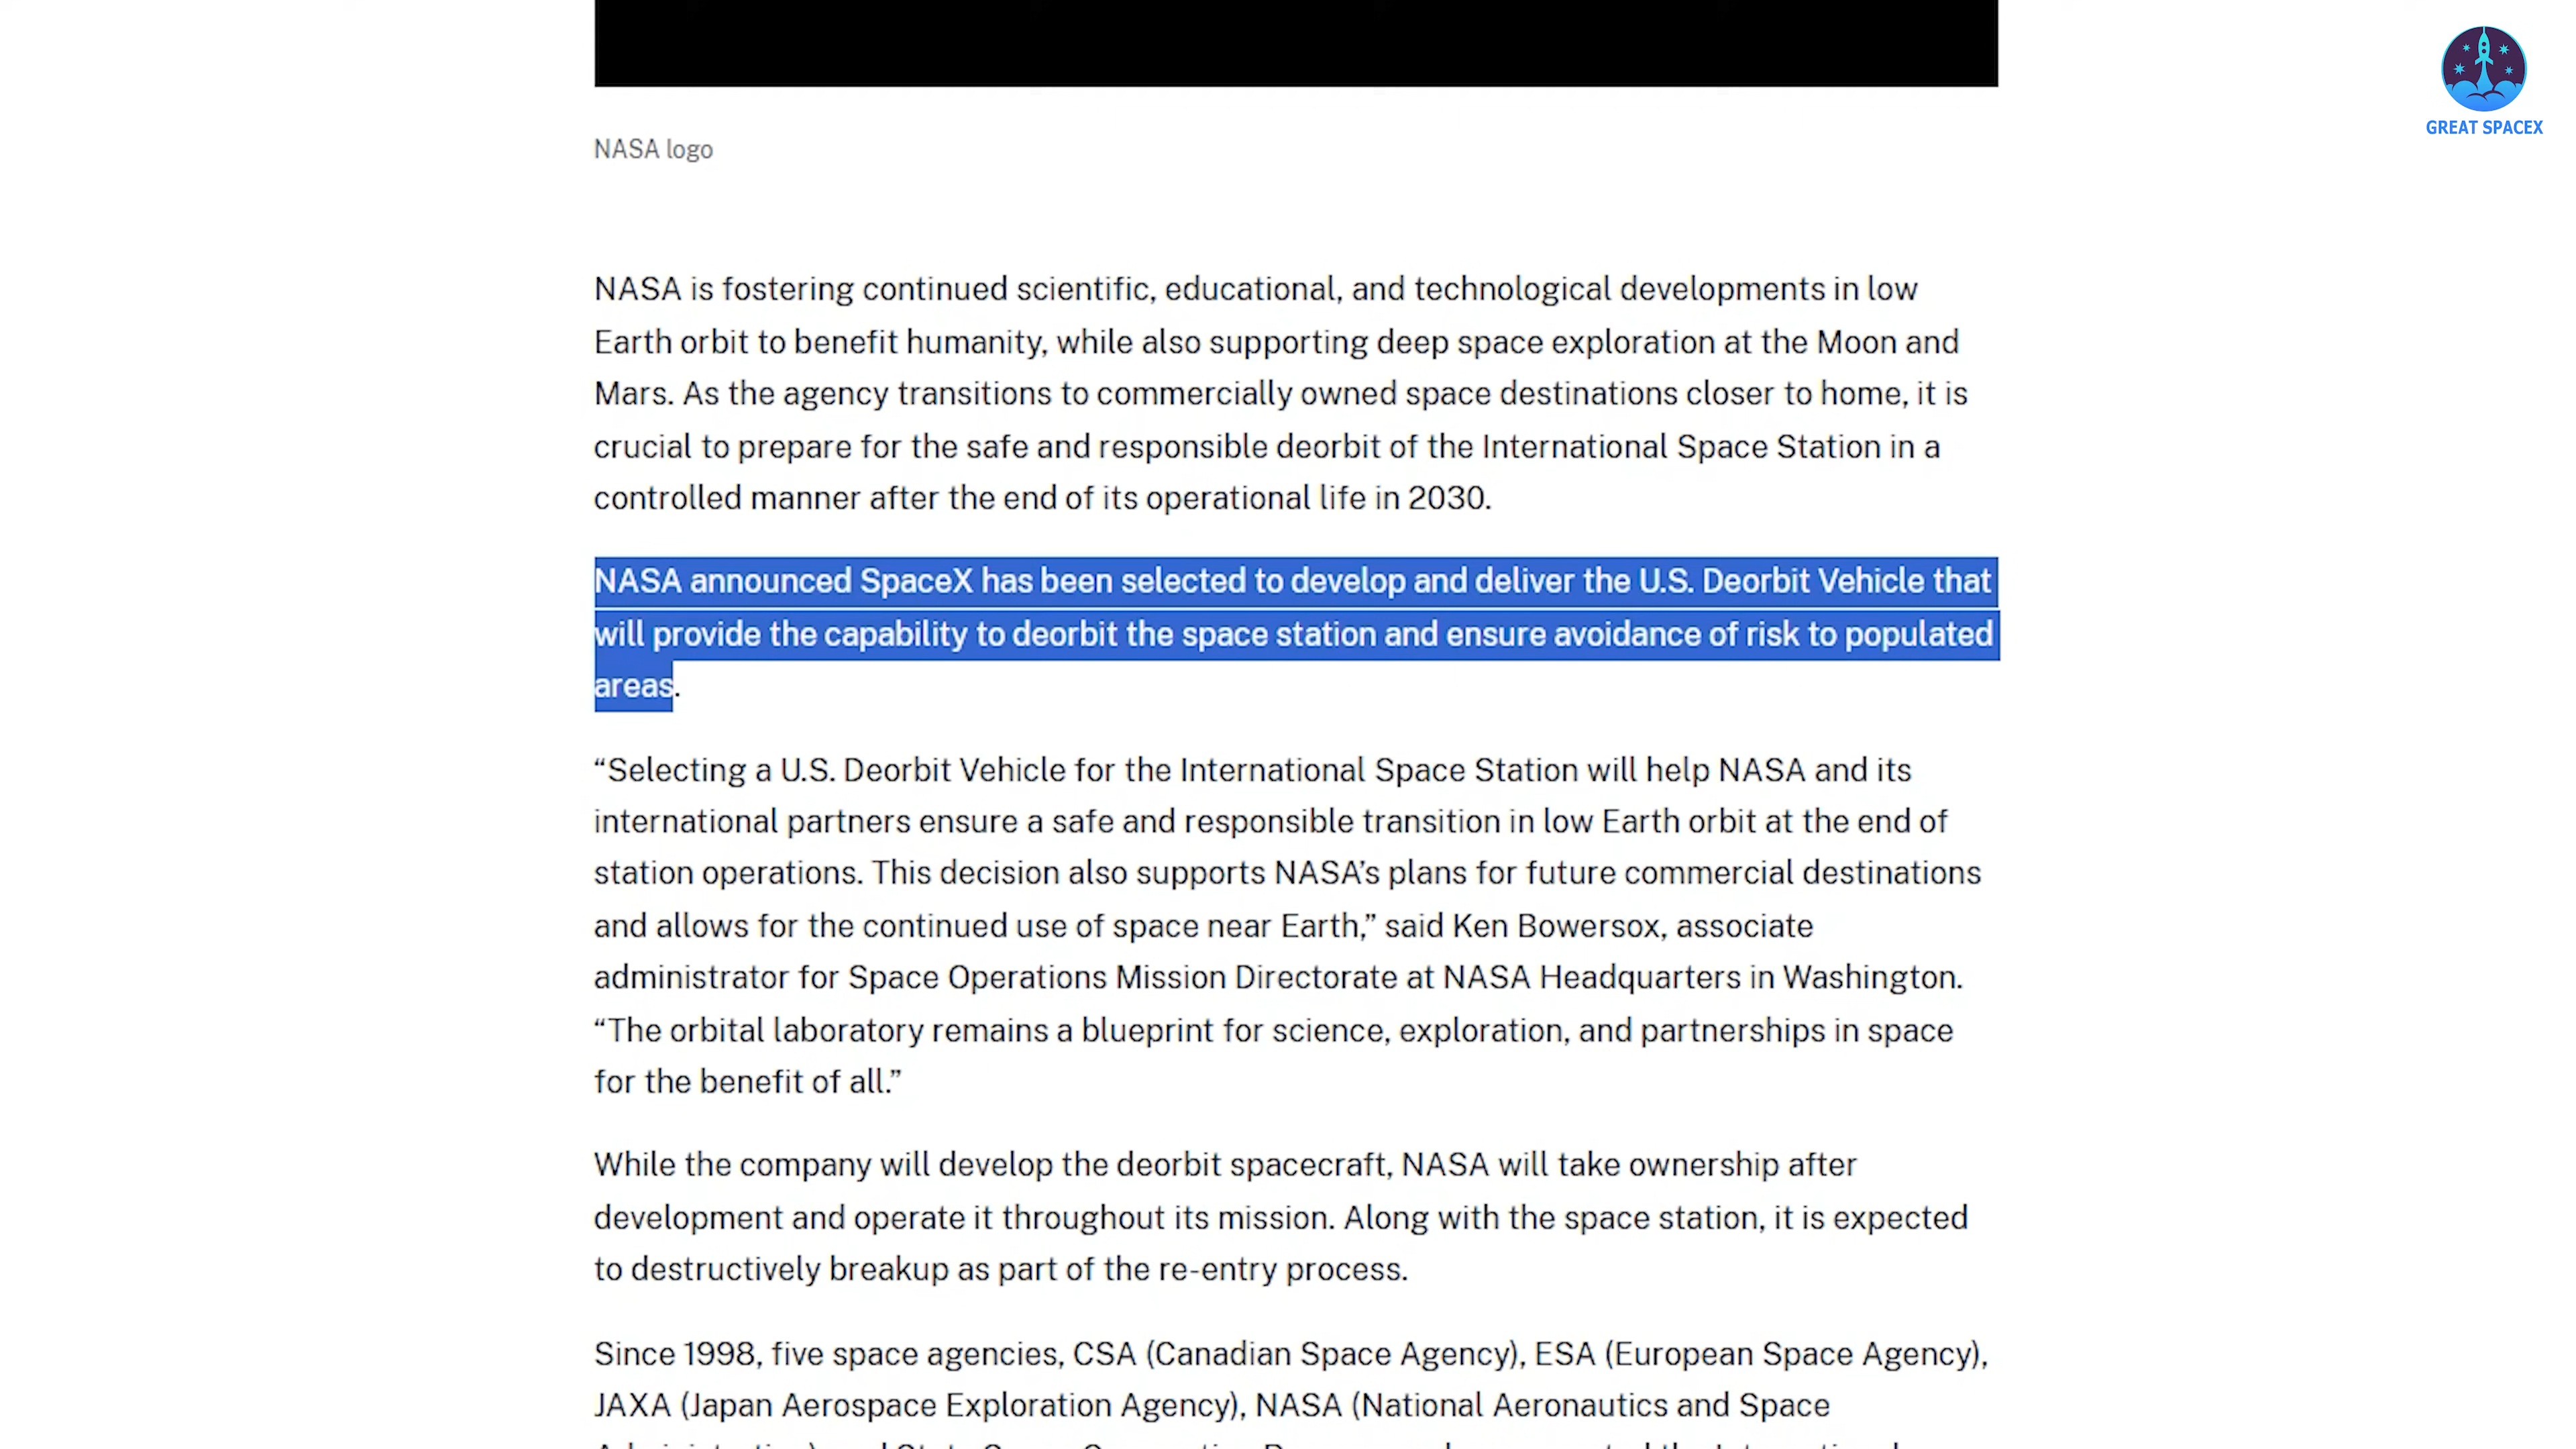 GREAT SPACEX
NASA logo
NASA is fostering continued scientific, educational, and technological developments in low
Earth orbit to benefit humanity, while also supporting deep space exploration at the Moon and
Mars. As the agency transitions to commercially owned space destinations closer to home, it is
crucial to prepare for the safe and responsible deorbit of the International Space Station in a
controlled manner after the end of its operational life in 2030.
NASA announced SpaceX has been selected to develop and deliver the U.S. Deorbit Vehicle that
will provide the capability to deorbit the space station and ensure avoidance of risk to populated
areas.
“Selecting a U.S. Deorbit Vehicle for the International Space Station will help NASA and its
international partners ensure a safe and responsible transition in low Earth orbit at the end of
station operations. This decision also supports NASA’s plans for future commercial destinations
and allows for the continued use of space near Earth,” said Ken Bowersox, associate
administrator for Space Operations Mission Directorate at NASA Headquarters in Washington.
“The orbital laboratory remains a blueprint for science, exploration, and partnerships in space
for the benefit of all.”
While the company will develop the deorbit spacecraft, NASA will take ownership after
development and operate it throughout its mission. Along with the space station, it is expected
to destructively breakup as part of the re-entry process.
Since 1998, five space agencies, CSA (Canadian Space Agency), ESA (European Space Agency),
JAXA (Japan Aerospace Exploration Agency), NASA (National Aeronautics and Space